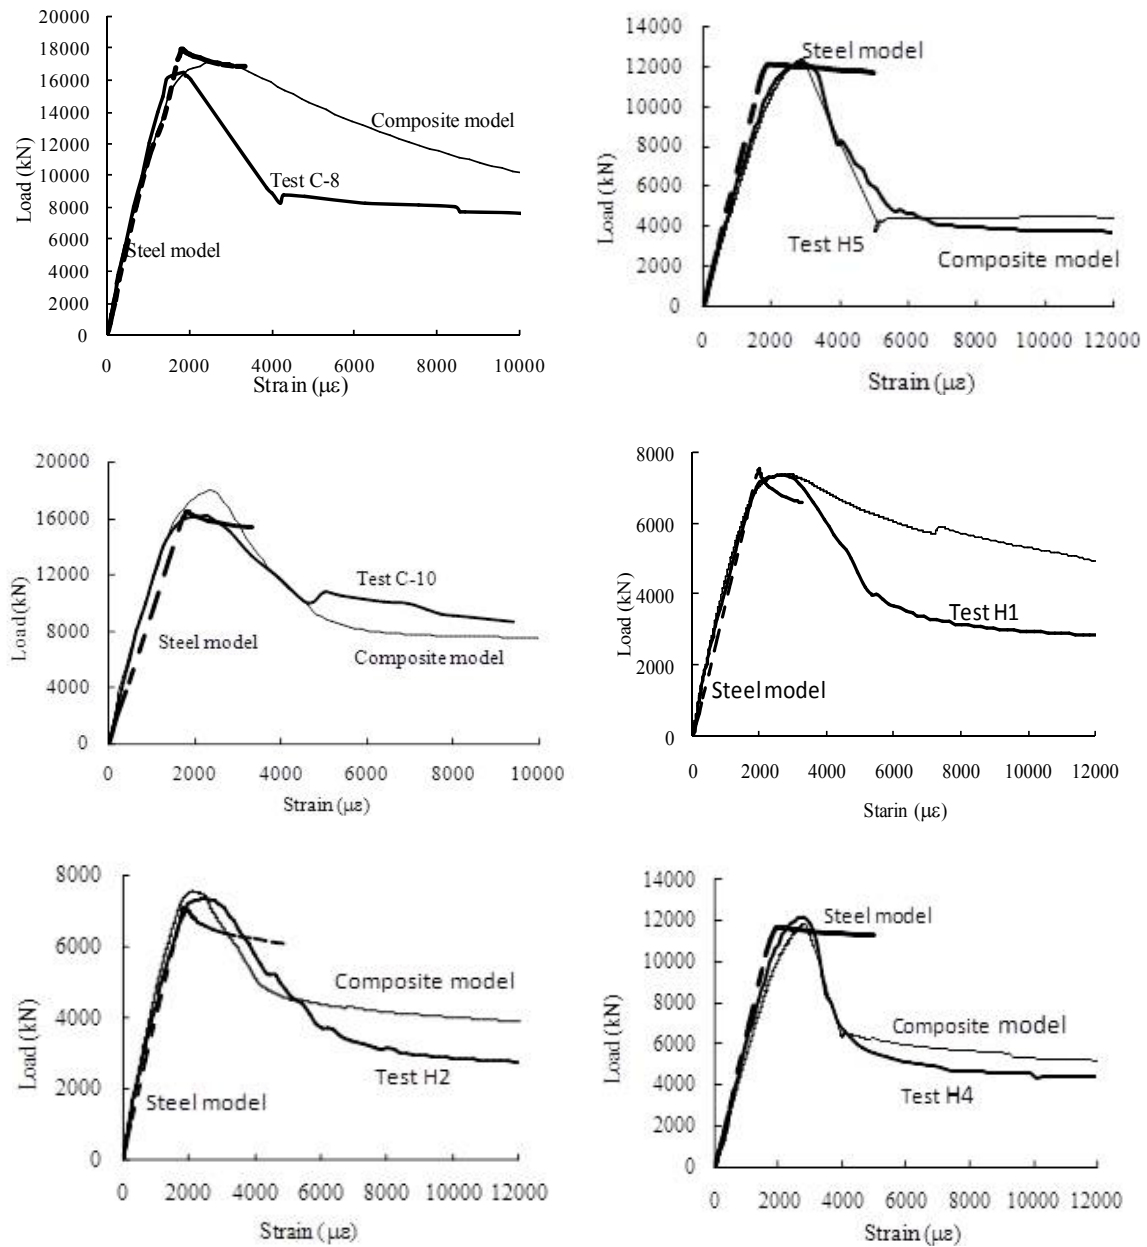 20000
18000
16000
14000
12000
10000
8000
6000
4000
2000
0
Load (kN)
Composite model
Test C-8
Steel model
0 2000 4000 6000 8000 10000
Strain (με)
14000
12000
10000
8000
6000
4000
2000
0
Load (kN)
Steel model
Test H5
Composite model
0 2000 4000 6000 8000 10000 12000
Strain (με)
20000
16000
12000
8000
4000
0
Load (kN)
Test C-10
Steel model
Composite model
0 2000 4000 6000 8000 10000
Strain (με)
8000
6000
4000
2000
0
Load (kN)
Test H1
Steel model
0 2000 4000 6000 8000 10000 12000
Starin (με)
8000
6000
4000
2000
0
Load (kN)
Composite model
Test H2
Steel model
0 2000 4000 6000 8000 10000 12000
Strain (με)
14000
12000
10000
8000
6000
4000
2000
0
Load (kN)
Steel model
Composite model
Test H4
0 2000 4000 6000 8000 10000 12000
Strain (με)